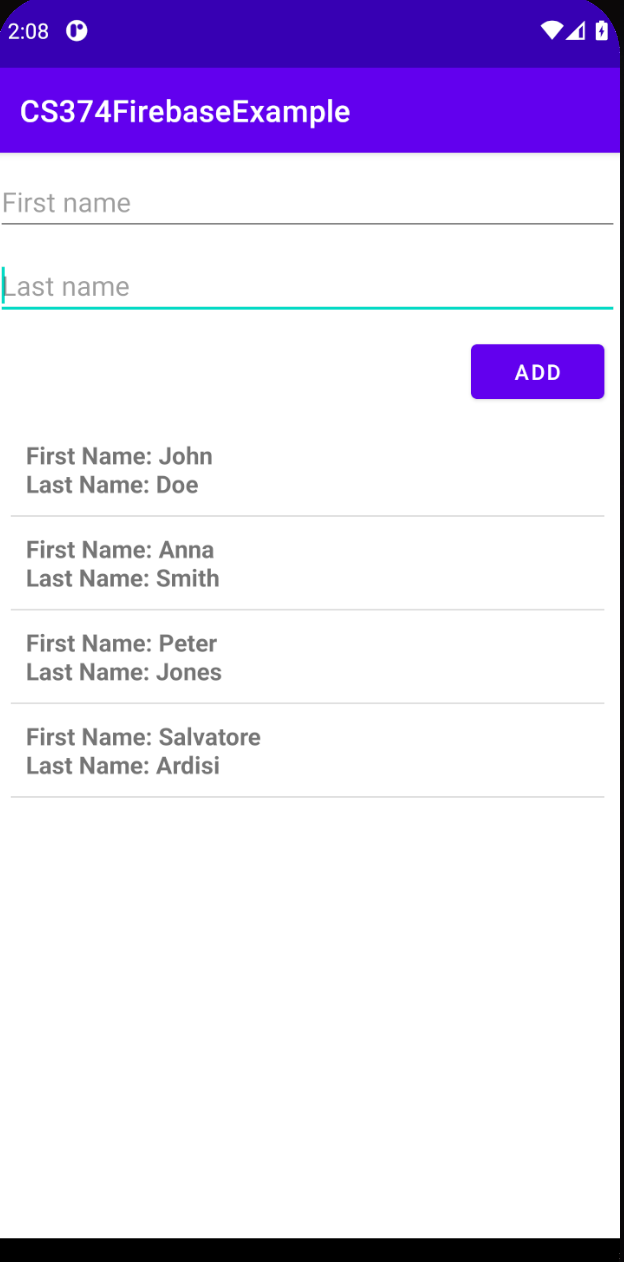 2:08
CS374FirebaseExample
First name
Last name
ADD
First Name: John
Last Name: Doe
First Name: Anna
Last Name: Smith
First Name: Peter
Last Name: Jones
First Name: Salvatore
Last Name: Ardisi